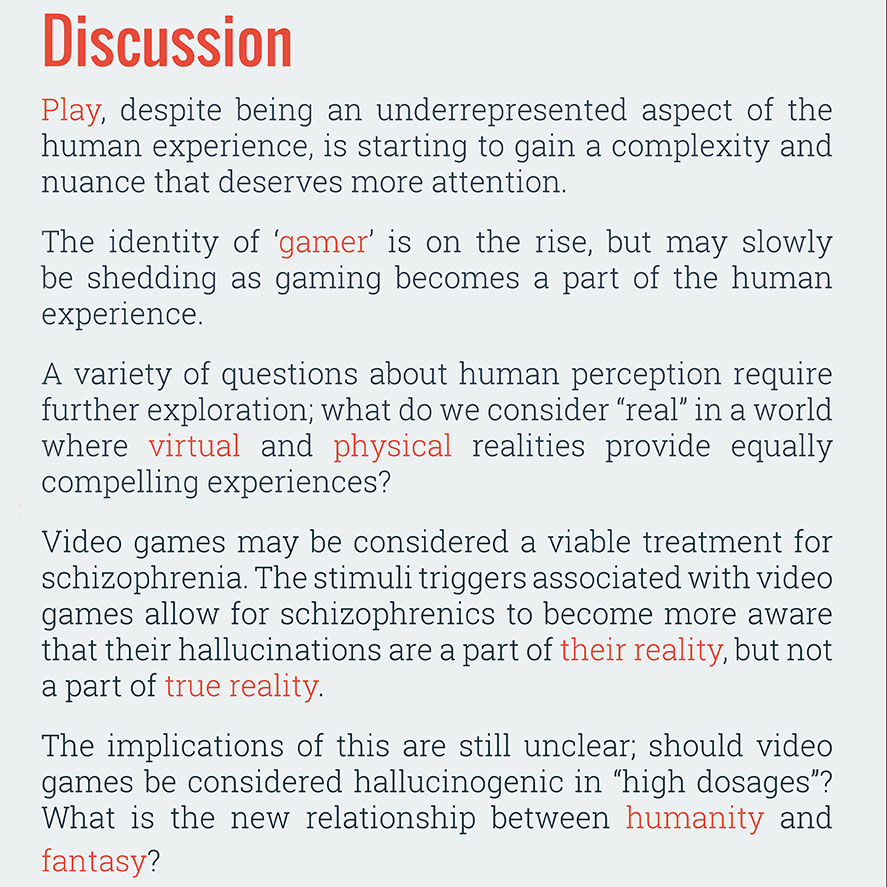 Discussion
Play, despite being an underrepresented aspect of the
human experience, is starting to gain a complexity and
nuance that deserves more attention.
The identity of ‘gamer’ is on the rise, but may slowly
be shedding as gaming becomes a part of the human
experience.
A variety of questions about human perception require
further exploration; what do we consider “real” in a world
where virtual and physical realities provide equally
compelling experiences?
Video games may be considered a viable treatment for
schizophrenia. The stimuli triggers associated with video
games allow for schizophrenics to become more aware
that their hallucinations are a part of their reality, but not
a part of true reality.
The implications of this are still unclear; should video
games be considered hallucinogenic in “high dosages”?
What is the new relationship between humanity and
fantasy?